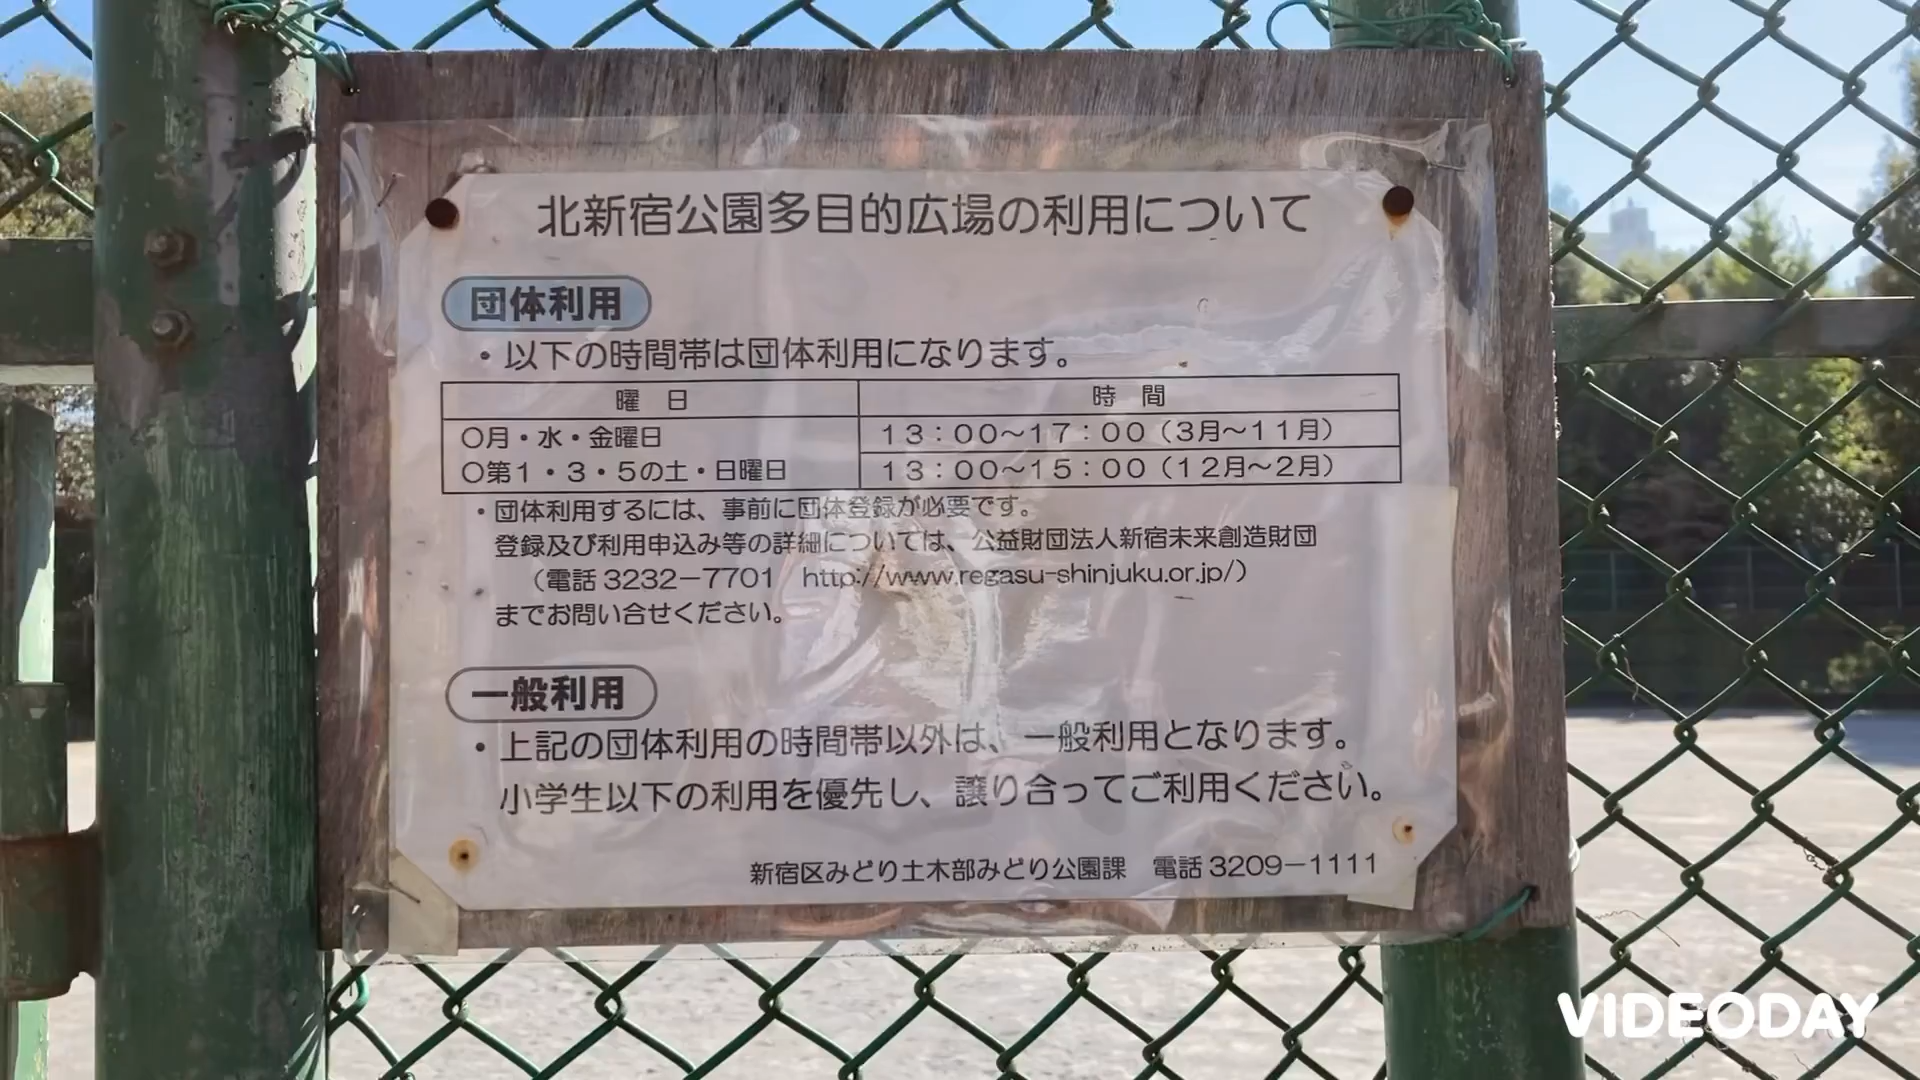 北新宿公園多目的広場の利用について
団体利用
・以下の時間帯は団体利用になります。
曜 日 時 間
○月・水・金曜日 13：00～17：00（3月～11月）
○第1・3・5の土・日曜日 13：00～15：00（12月～2月）
・団体利用するには、事前に団体登録が必要です。
登録及び利用申込み等の詳細については、公益財団法人新宿未来創造財団
（電話3232－7701 http://www.regasu-shinjuku.or.jp/）
までお問い合せください。
一般利用
・上記の団体利用の時間帯以外は、一般利用となります。
小学生以下の利用を優先し、譲り合ってご利用ください。
新宿区みどり土木部みどり公園課 電話3209－1111
VIDEODAY